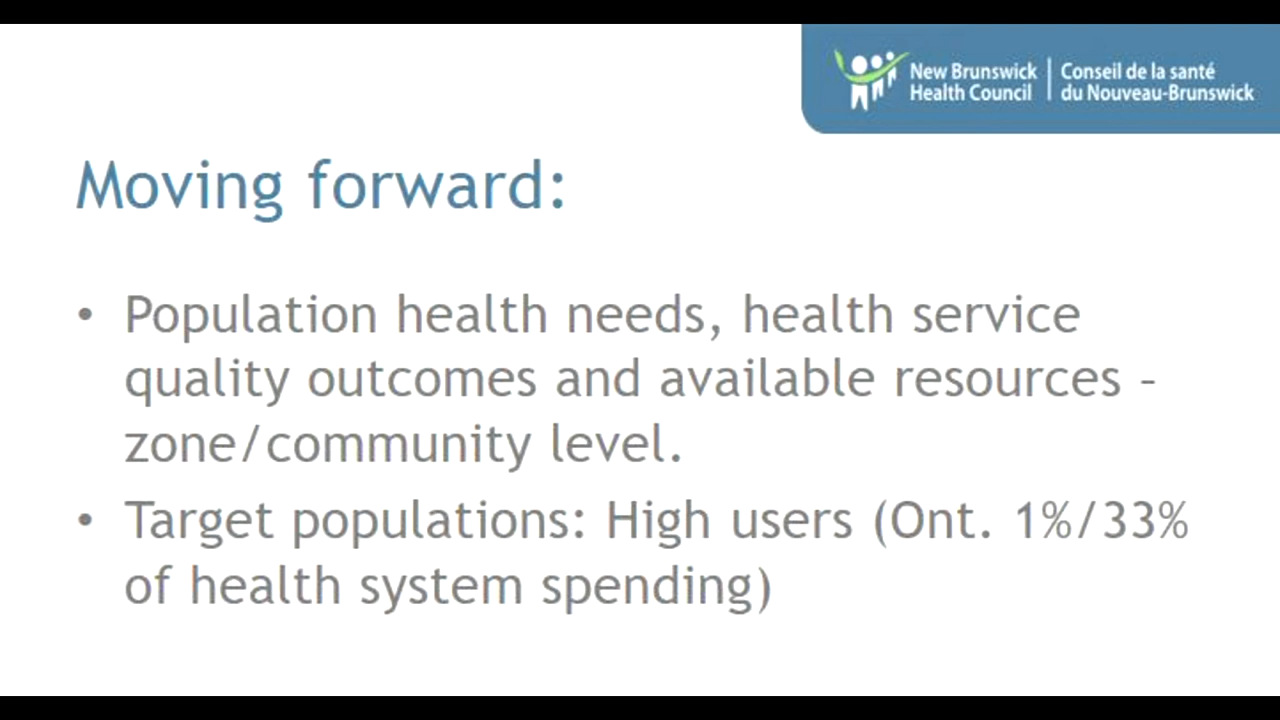 New Brunswick Health Council
Conseil de la santé du Nouveau-Brunswick
Moving forward:
• Population health needs, health service
quality outcomes and available resources –
zone/community level.
• Target populations: High users (Ont. 1%/33%
of health system spending)